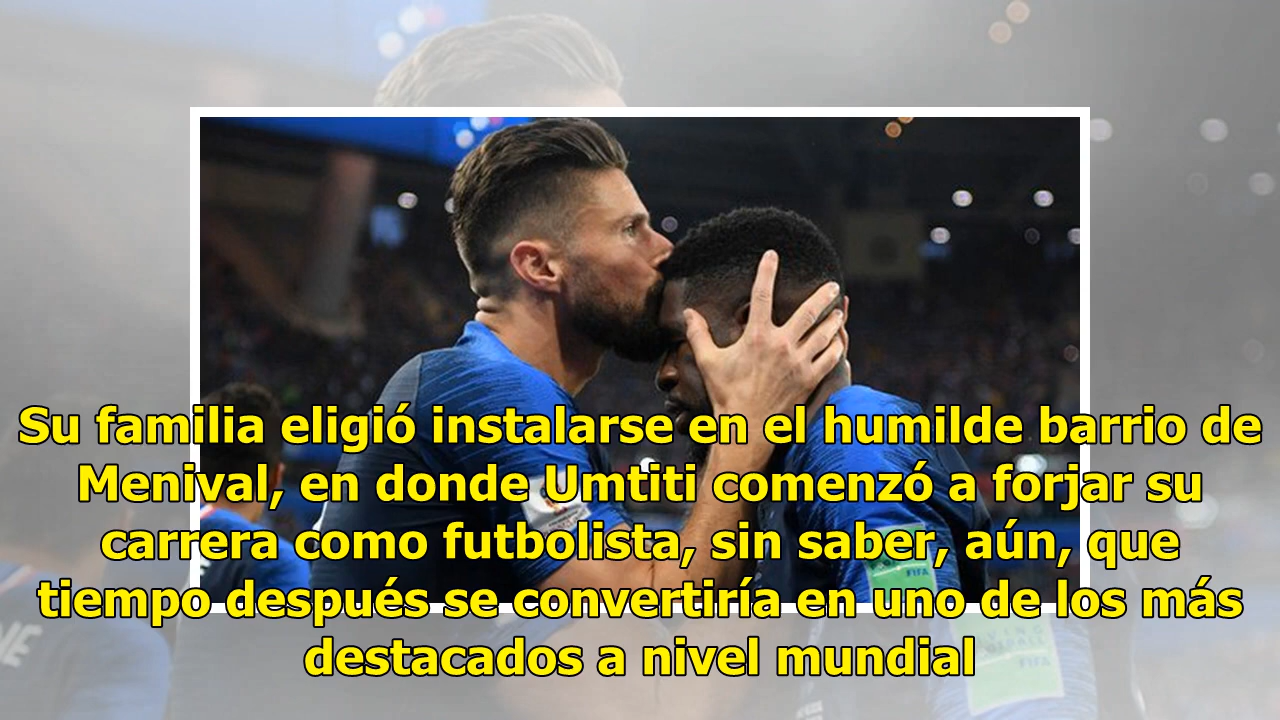 Su familia eligió instalarse en el humilde barrio de
Menival, en donde Umtiti comenzó a forjar su
carrera como futbolista, sin saber, aún, que
tiempo después se convertiría en uno de los más
destacados a nivel mundial
FIFA